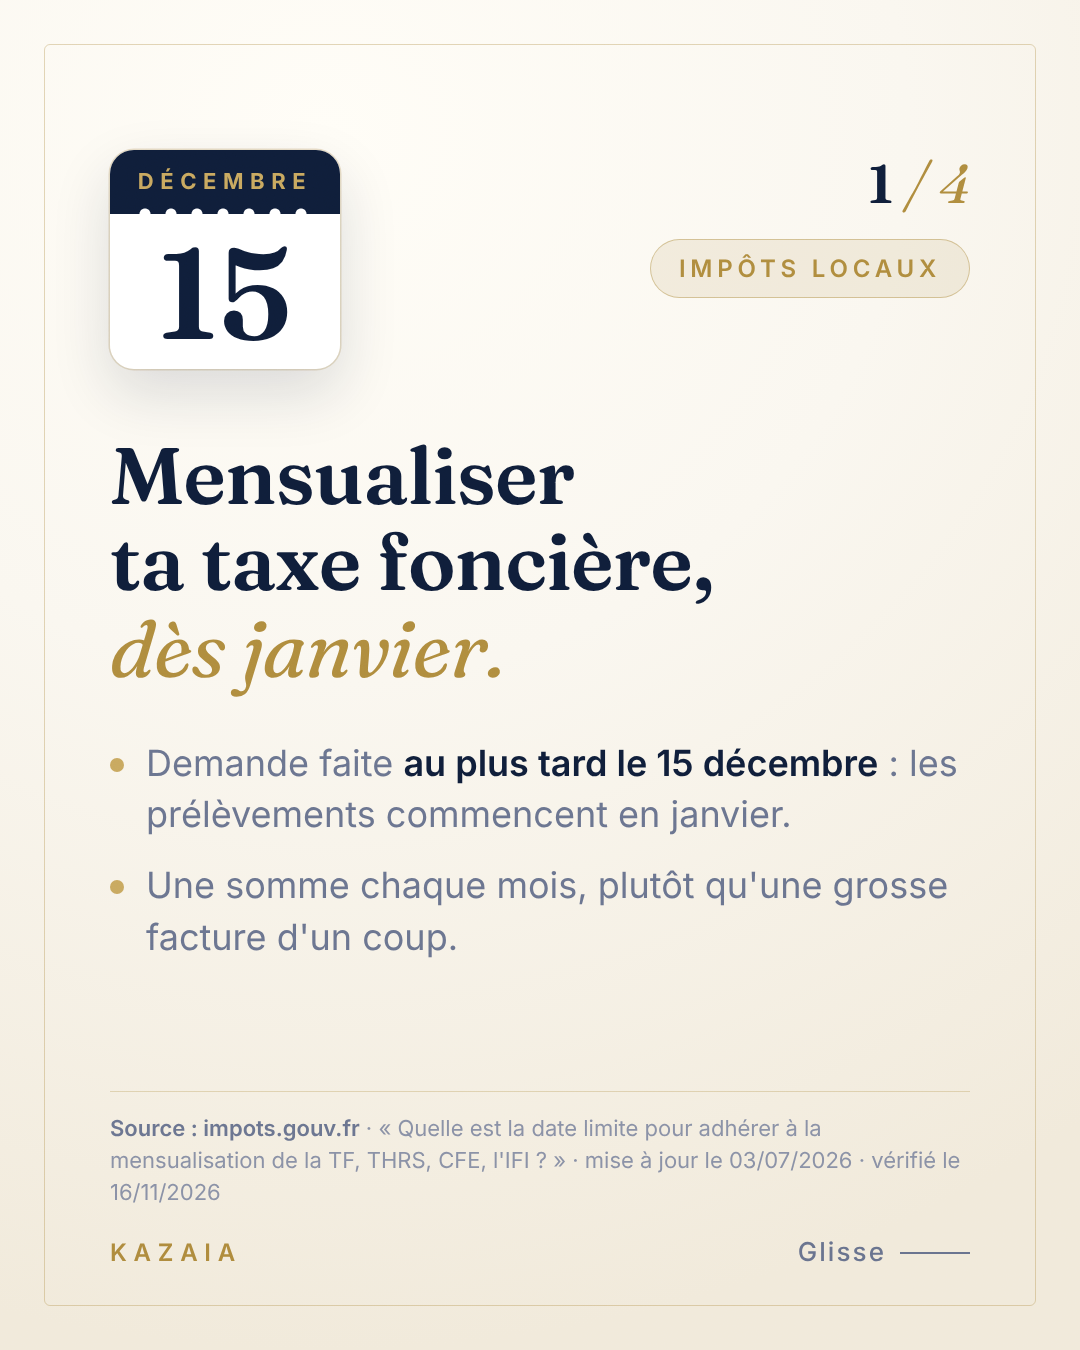 DÉCEMBRE
15
1/4
IMPÔTS LOCAUX
Mensualiser
ta taxe foncière,
dès janvier.
Demande faite au plus tard le 15 décembre : les
prélèvements commencent en janvier.
Une somme chaque mois, plutôt qu'une grosse
facture d'un coup.
Source : impots.gouv.fr · « Quelle est la date limite pour adhérer à la
mensualisation de la TF, THRS, CFE, l'IFI ? » · mise à jour le 03/07/2026 · vérifié le
16/11/2026
KAZAIA
Glisse